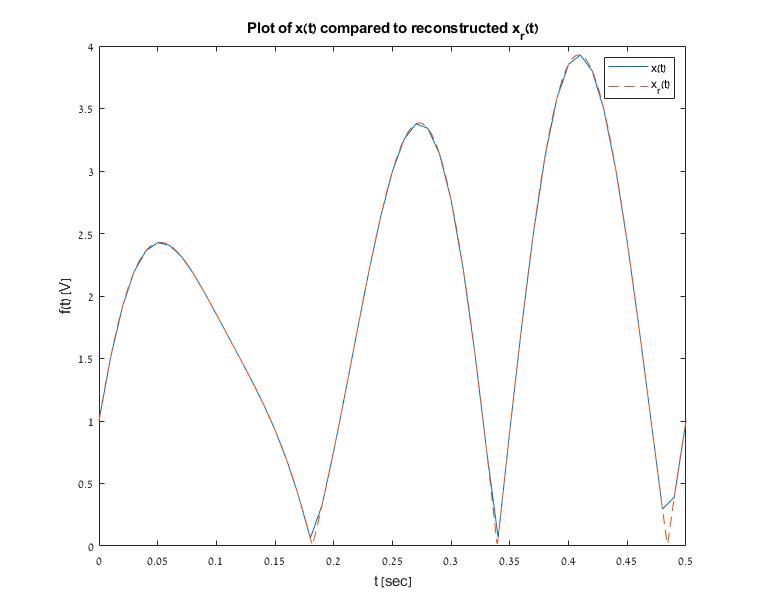 Plot of x(t) compared to reconstructed x_r(t)
x(t)
x_r(t)
f(t) [V]
4
3.5
3
2.5
2
1.5
1
0.5
0
0 0.05 0.1 0.15 0.2 0.25 0.3 0.35 0.4 0.45 0.5
t [sec]